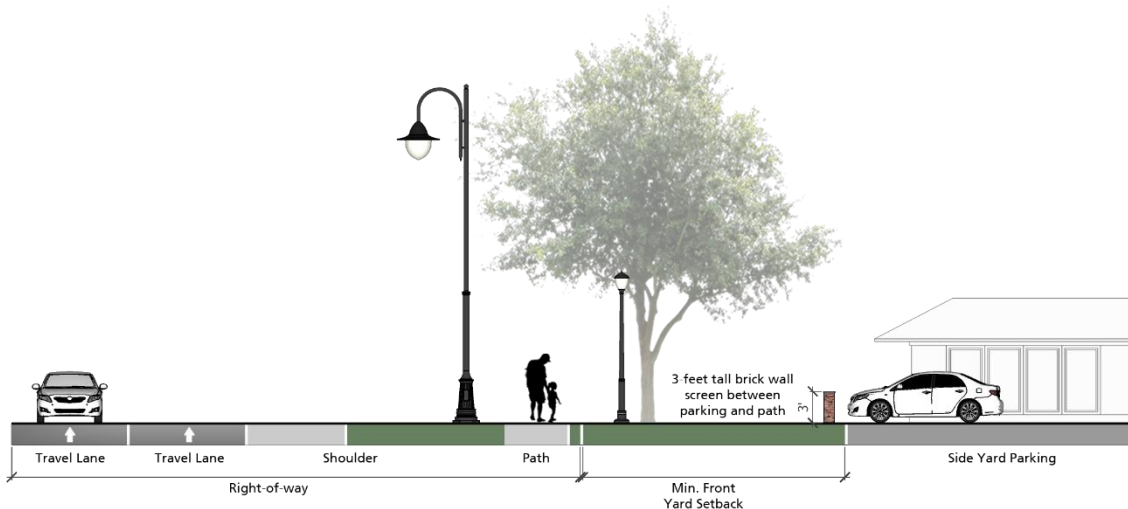 3-feet tall brick wall
screen between
parking and path
3'
Travel Lane
Travel Lane
Shoulder
Path
Side Yard Parking
Right-of-way
Min. Front
Yard Setback